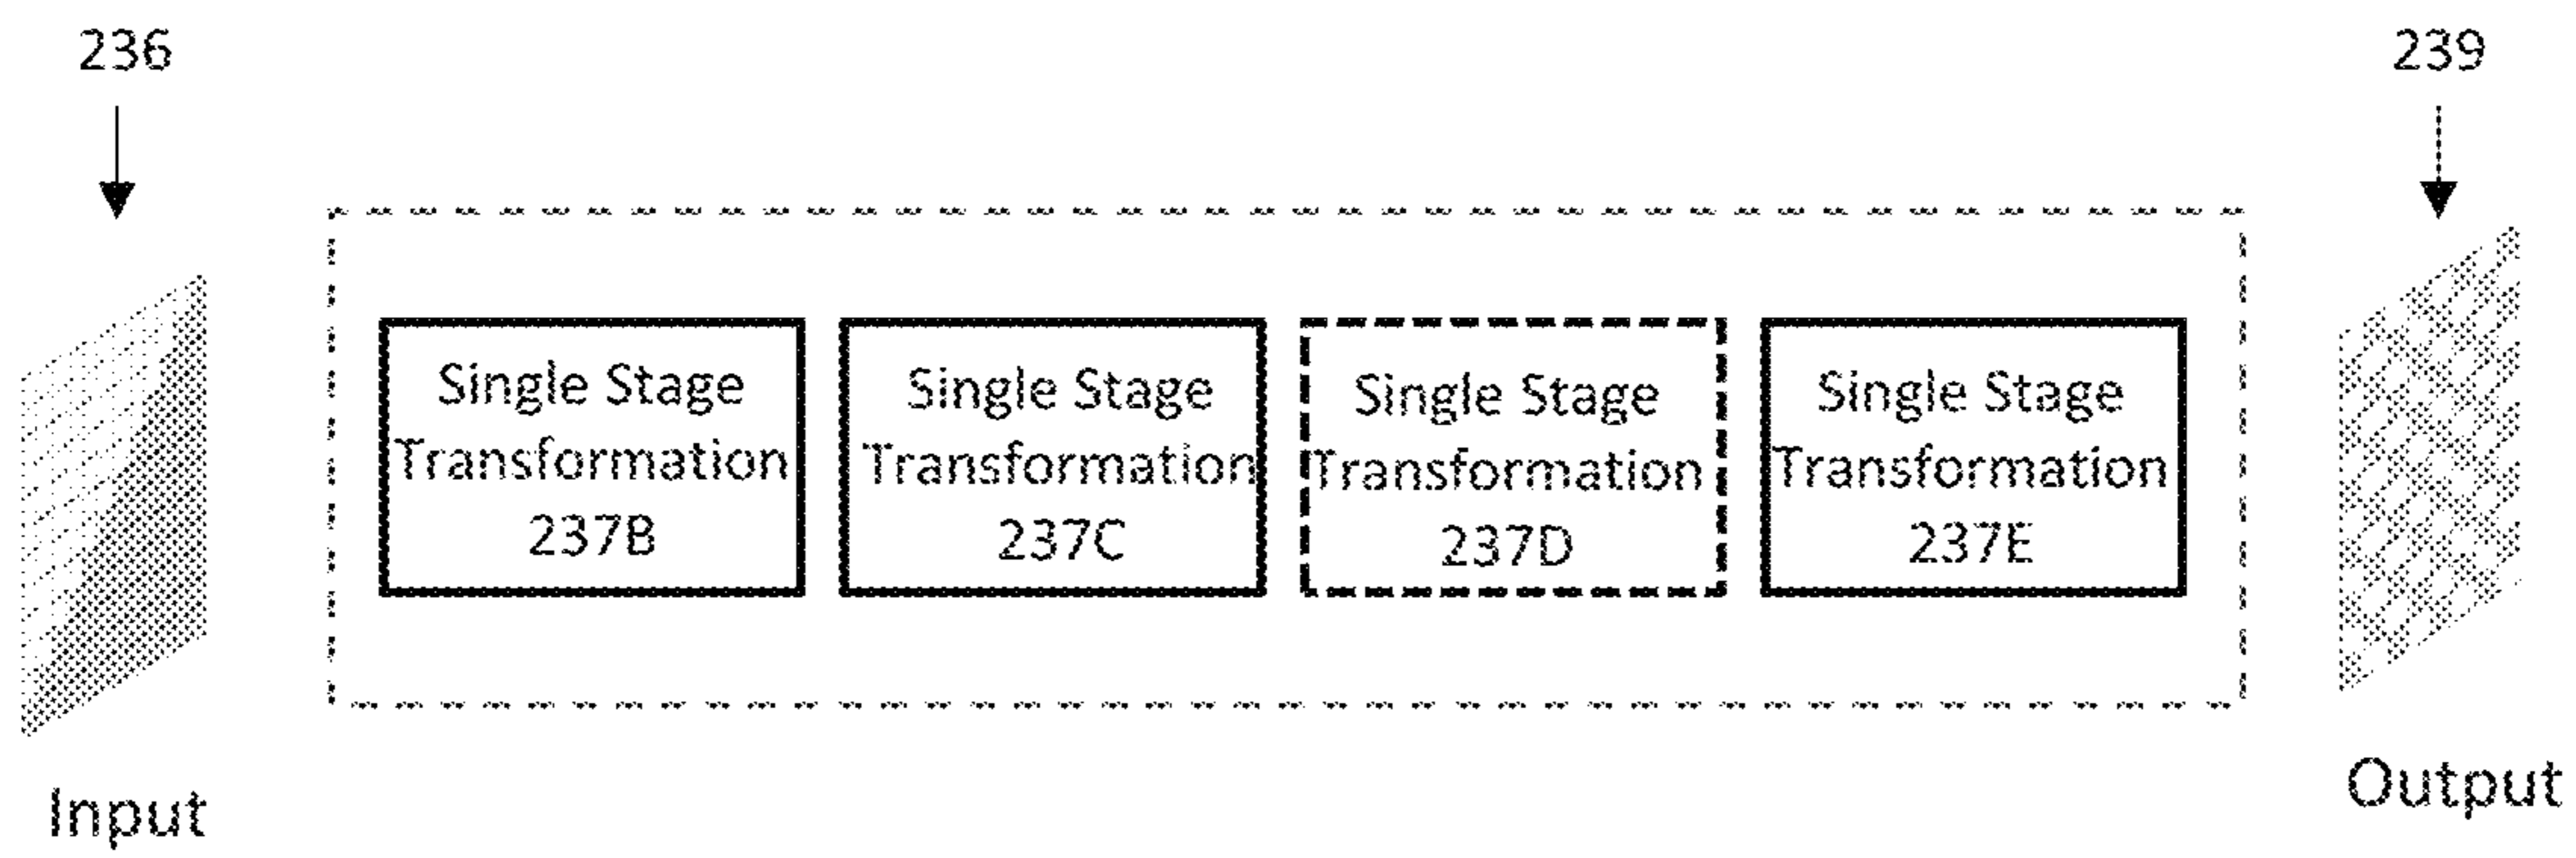 236
239
Single Stage
Transformation
237B
Single Stage
Transformation
237C
Single Stage
Transformation
237D
Single Stage
Transformation
237E
Input
Output